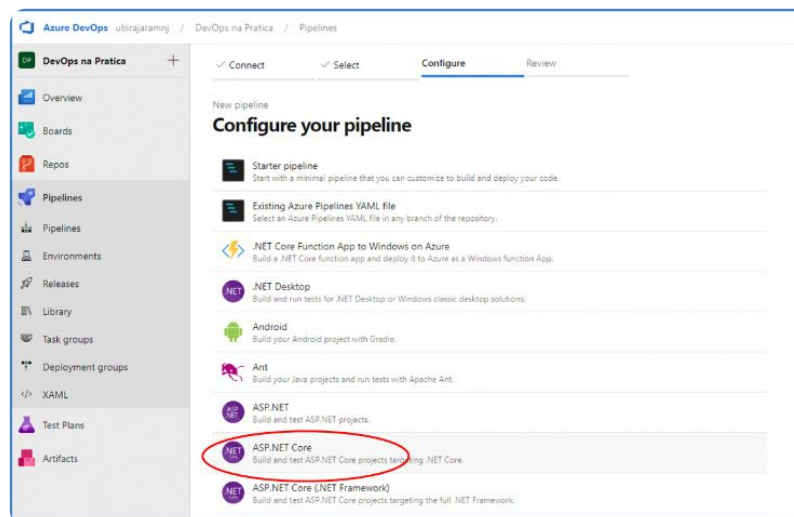 Azure DevOps ubirajaramnj / DevOps na Pratica / Pipelines
DP DevOps na Pratica +
Overview
Boards
Repos
Pipelines
Pipelines
Environments
Releases
Library
Task groups
Deployment groups
XAML
Test Plans
Artifacts
Connect Select Configure Review
New pipeline
Configure your pipeline
Starter pipeline
Start with a minimal pipeline that you can customize to build and deploy your code.
Existing Azure Pipelines YAML file
Select an Azure Pipelines YAML file in any branch of the repository.
.NET Core Function App to Windows on Azure
Build a .NET Core function app and deploy it to Azure as a Windows function App.
.NET .NET Desktop
Build and run tests for .NET Desktop or Windows classic desktop solutions.
Android
Build your Android project with Gradle.
Ant
Build your Java projects and run tests with Apache Ant.
ASP.NET ASP.NET
Build and test ASP.NET projects.
.NET Core ASP.NET Core
Build and test ASP.NET Core projects targeting .NET Core.
.NET Core ASP.NET Core (.NET Framework)
Build and test ASP.NET Core projects targeting the full .NET Framework.